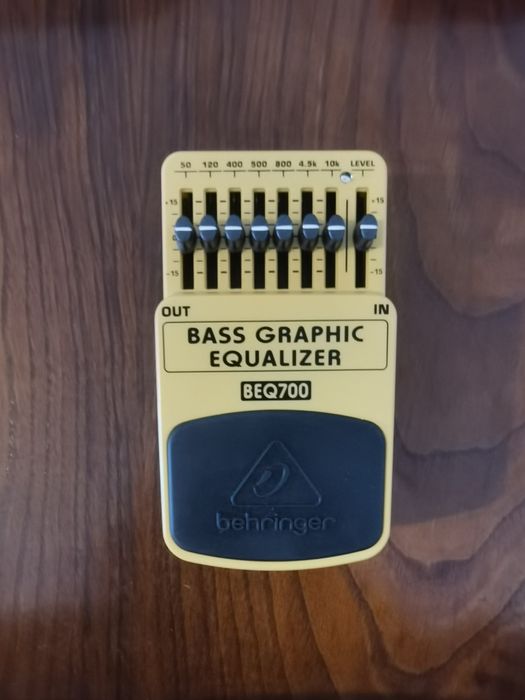 50 120 400 500 800 4.5k 10k LEVEL
+15 +15
0
-15 -15
OUT IN
BASS GRAPHIC
EQUALIZER
BEQ700
behringer